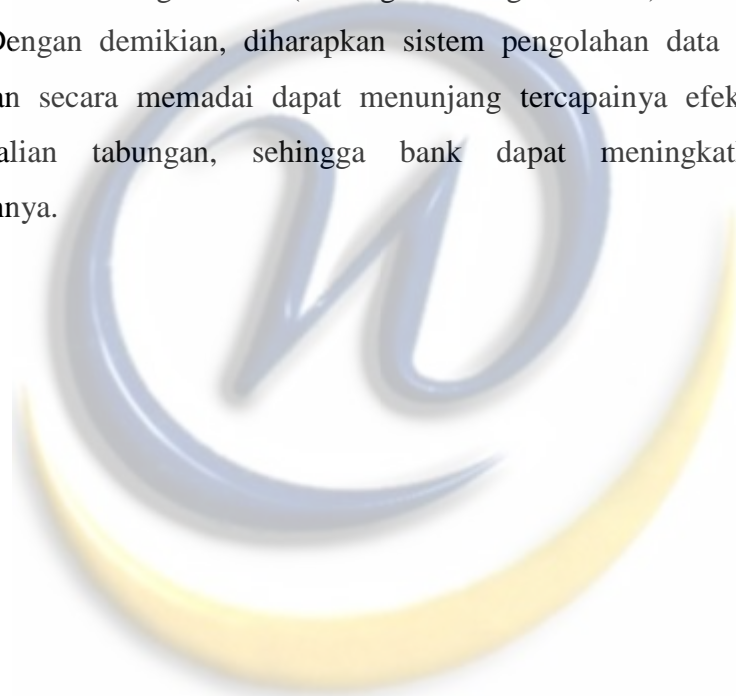 Dengan demikian, diharapkan sistem pengolahan data
an secara memadai dapat menunjang tercapainya efek
alian tabungan, sehingga bank dapat meningkat
nnya.